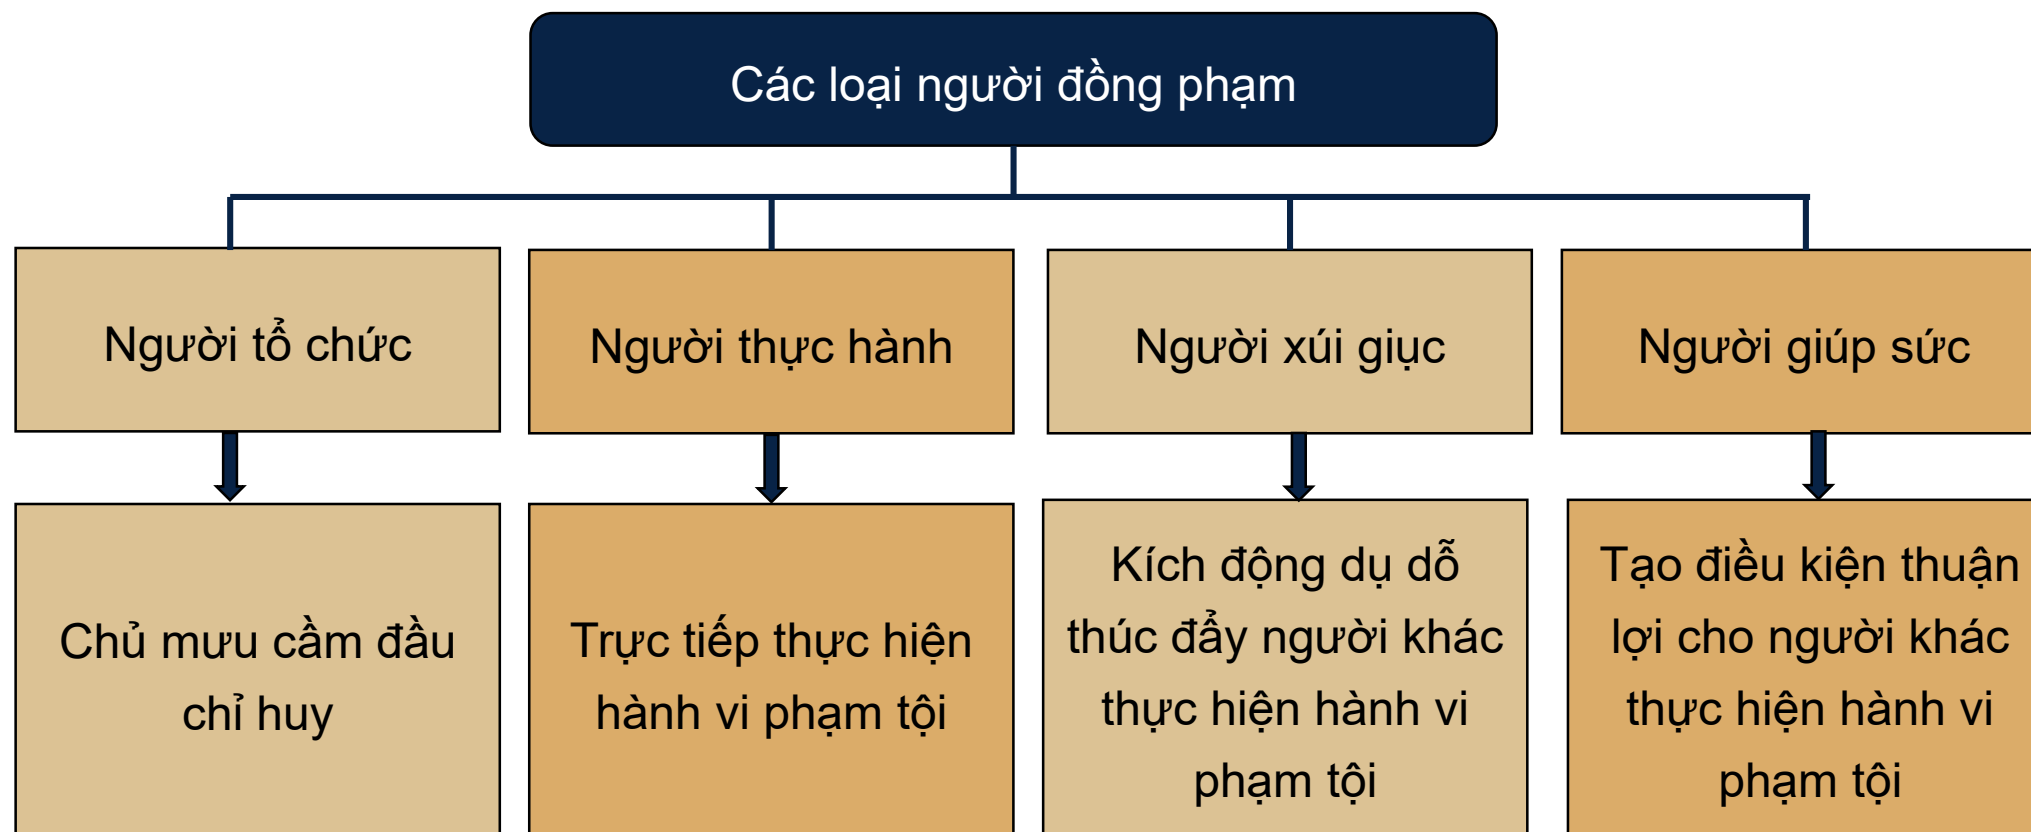 Các loại người đồng phạm
Người tổ chức
Người thực hành
Người xúi giục
Người giúp sức
Chủ mưu cầm đầu
chỉ huy
Trực tiếp thực hiện
hành vi phạm tội
Kích động dụ dỗ
thúc đẩy người khác
thực hiện hành vi
phạm tội
Tạo điều kiện thuận
lợi cho người khác
thực hiện hành vi
phạm tội